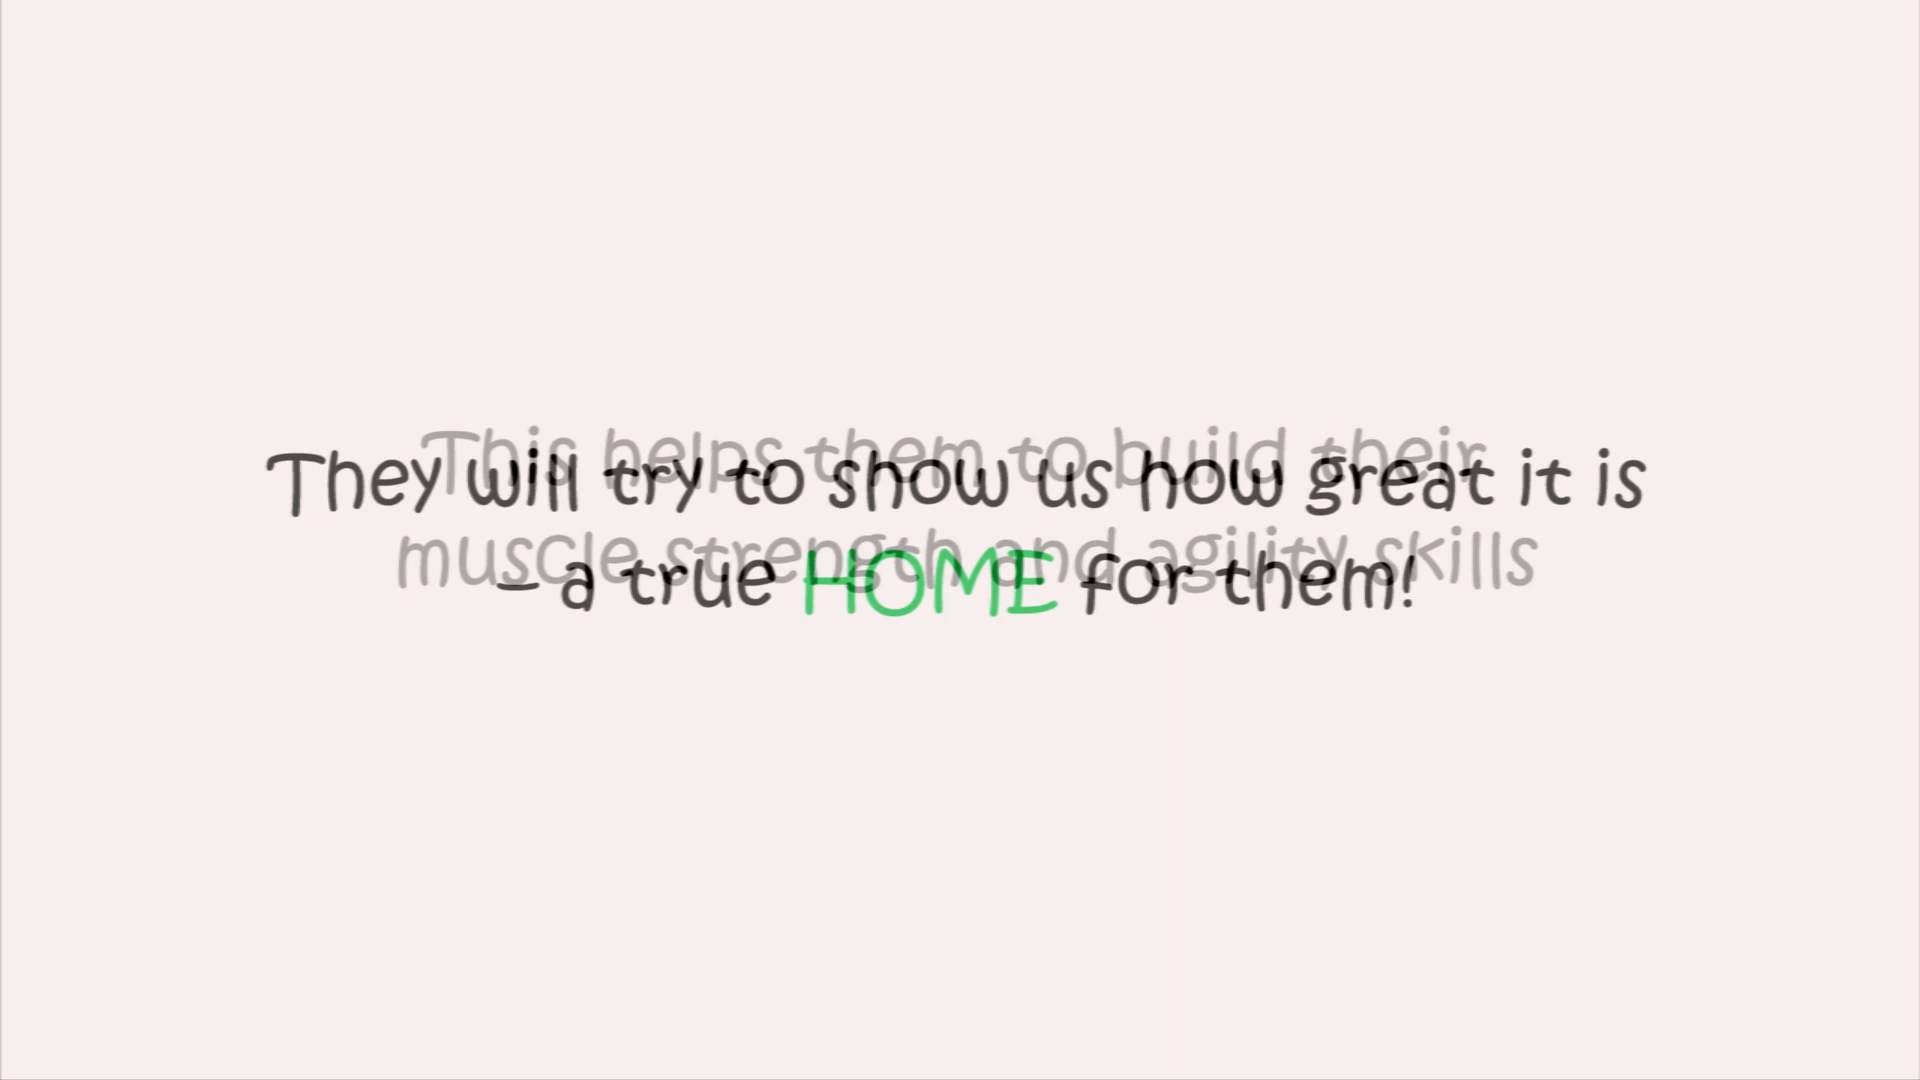 This helps them to build their
muscle strength and agility skills
They will try to show us how great it is
– a true HOME for them!